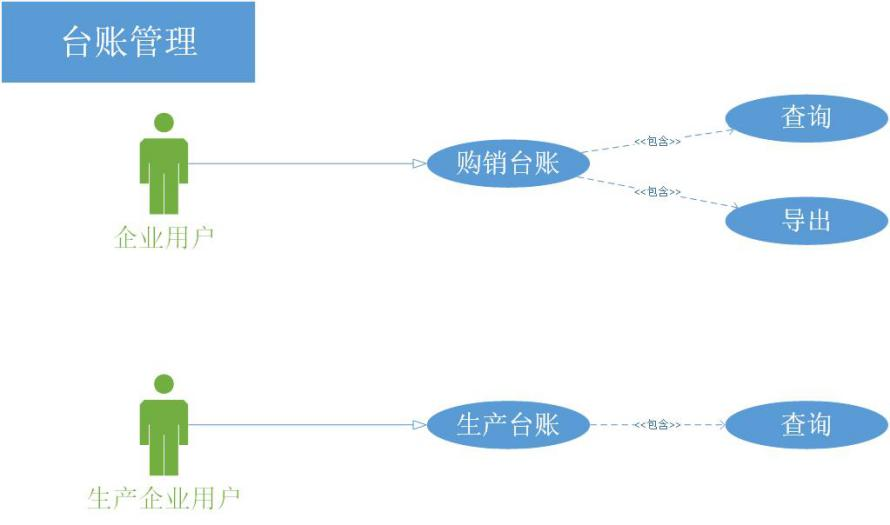 台账管理
查询
<<包含>>
购销台账
<<包含>>
导出
企业用户
生产台账
<<包含>>
查询
生产企业用户